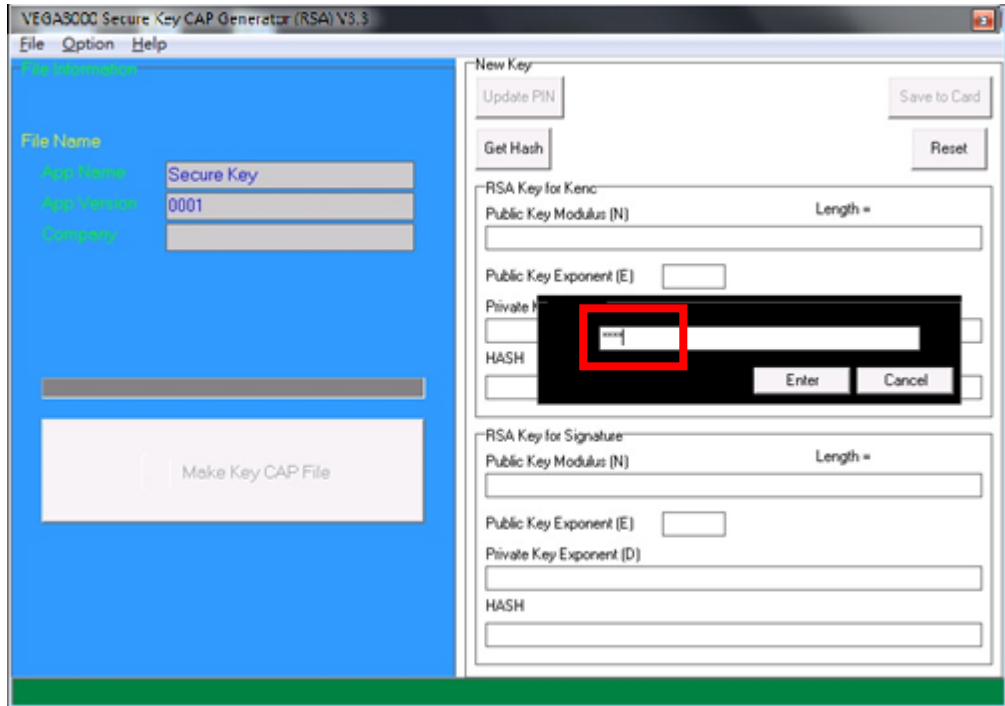 VEGA3000 Secure Key CAP Generator (RSA) V3.3
File Option Help
File Information
File Name
App Name Secure Key
App Version 0001
Company
Make Key CAP File
New Key
Update PIN Save to Card
Get Hash Reset
RSA Key for Kenc
Public Key Modulus (N) Length =
Public Key Exponent (E)
Private
****
HASH
Enter Cancel
RSA Key for Signature
Public Key Modulus (N) Length =
Public Key Exponent (E)
Private Key Exponent (D)
HASH